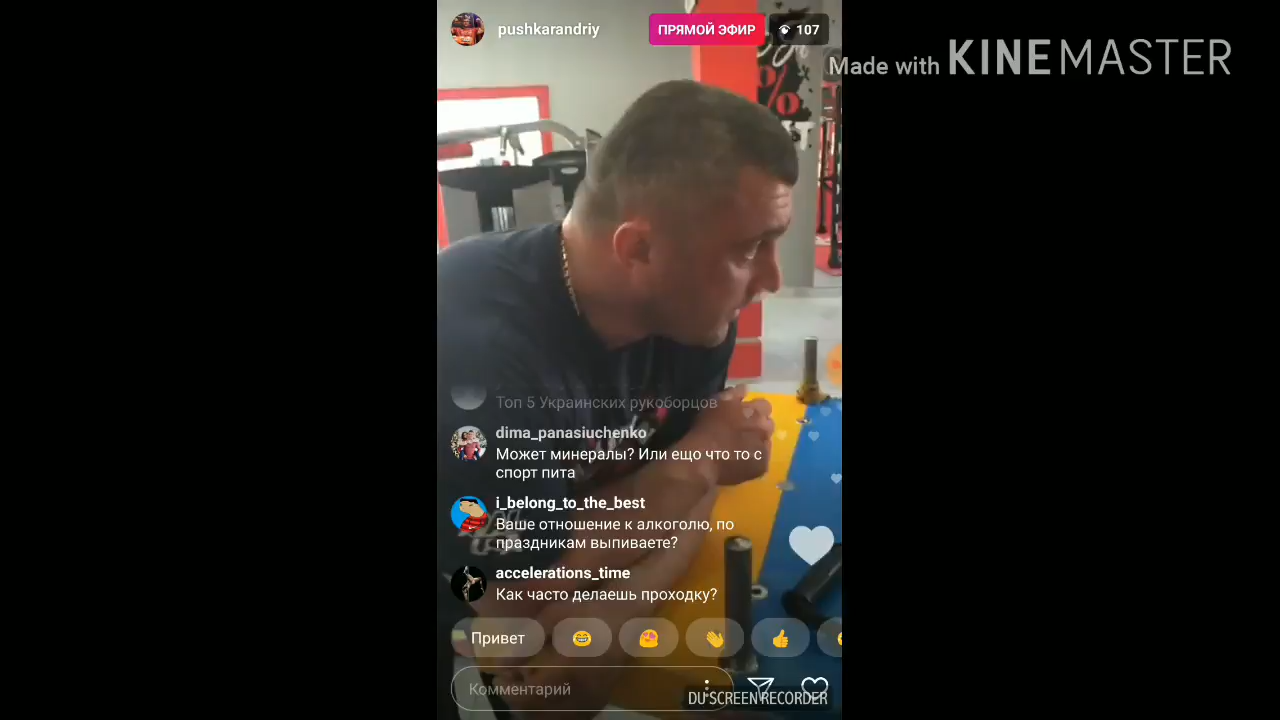 pushkarandriy
ПРЯМОЙ ЭФИР
107
Made with KINEMASTER
%
Топ 5 Украинских рукоборцов
dima_panasiuchenko
Может минералы? Или ещо что то с
спорт пита
i_belong_to_the_best
Ваше отношение к алкоголю, по
праздникам выпиваете?
accelerations_time
Как часто делаешь проходку?
Привет
Комментарий
DU SCREEN RECORDER